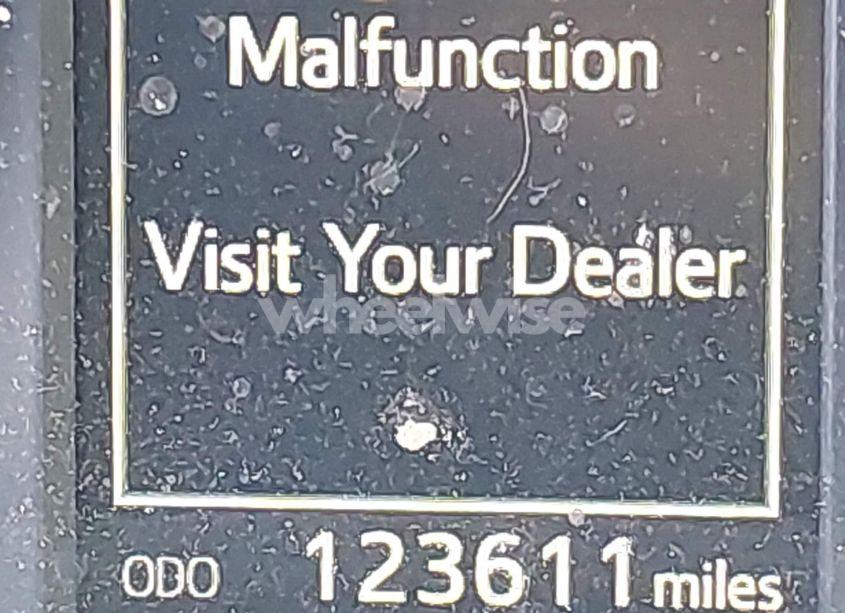 Malfunction
Visit Your Dealer
wheelwise
ODO 123611 miles